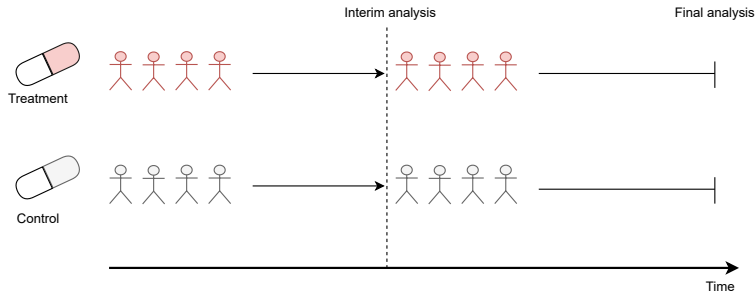 Interim analysis
Final analysis
Treatment
Control
Time